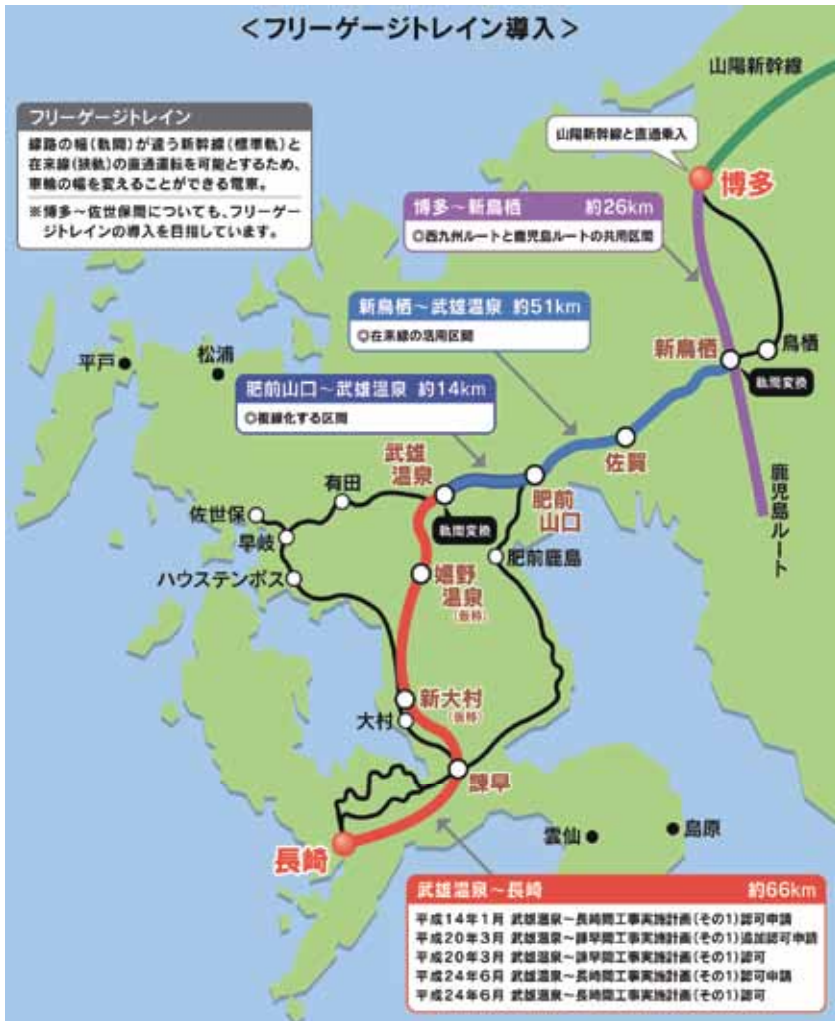 ＜フリーゲージトレイン導入＞
山陽新幹線
フリーゲージトレイン
線路の幅(軌間)が違う新幹線(標準軌)と
在来線(狭軌)の直通運転を可能とするため、
車輪の幅を変えることができる電車。
※博多～佐世保間についても、フリーゲー
ジトレインの導入を目指しています。
山陽新幹線と直通乗入
博多
博多～新鳥栖 約26km
◎西九州ルートと鹿児島ルートの共用区間
新鳥栖～武雄温泉 約51km
◎在来線の活用区間
新鳥栖
鳥栖
軌間変換
平戸
松浦
肥前山口～武雄温泉 約14km
◎複線化する区間
佐賀
武雄
温泉
肥前
山口
鹿児島ルート
有田
佐世保
早岐
軌間変換
肥前鹿島
ハウステンボス
嬉野
温泉
(仮称)
新大村
(仮称)
大村
諫早
長崎
雲仙
島原
武雄温泉～長崎 約66km
平成14年1月 武雄温泉～長崎間工事実施計画(その1)認可申請
平成20年3月 武雄温泉～諫早間工事実施計画(その1)追加認可申請
平成20年3月 武雄温泉～諫早間工事実施計画(その1)認可
平成24年6月 武雄温泉～長崎間工事実施計画(その1)認可申請
平成24年6月 武雄温泉～長崎間工事実施計画(その1)認可